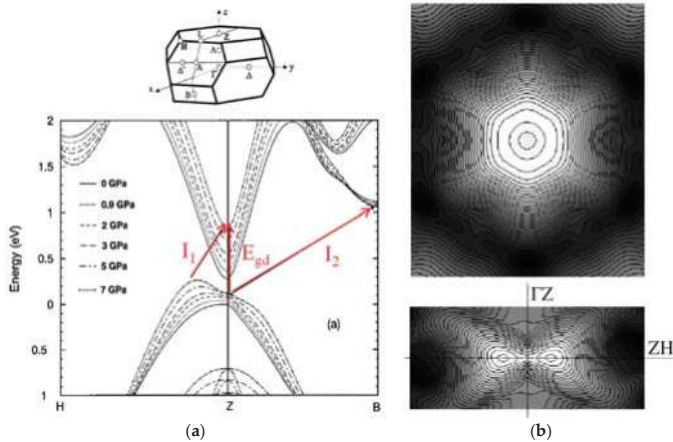 z
L
Z
H
Λ
A
Δ
Γ
Δ
y
x
B
2
1.5
1
0.5
0
0.5
1
Energy (eV)
0 GPa
0.9 GPa
2 GPa
3 GPa
5 GPa
7 GPa
I1
Egd
I2
(a)
H
Z
B
ΓZ
ZH
(a)
(b)